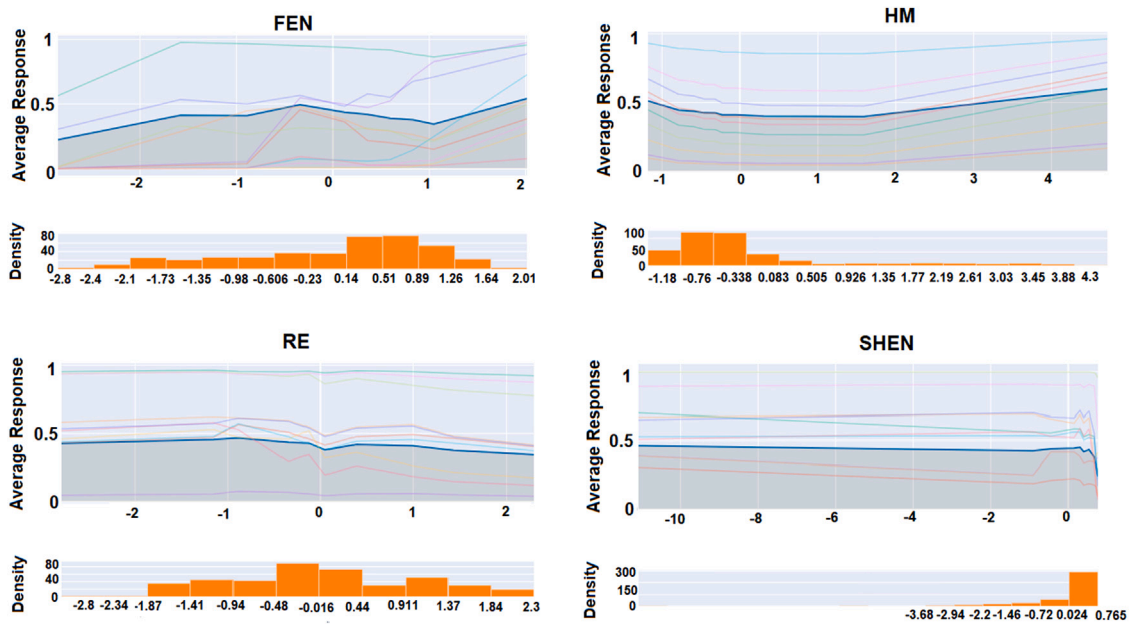 FEN
Average Response
1
0.5
0
-2 -1 0 1 2
Density
80
40
0
-2.8 -2.4 -2.1 -1.73 -1.35 -0.98 -0.606 -0.23 0.14 0.51 0.89 1.26 1.64 2.01
HM
Average Response
1
0.5
0
-1 0 1 2 3 4
Density
100
50
0
-1.18 -0.76 -0.338 0.083 0.505 0.926 1.35 1.77 2.19 2.61 3.03 3.45 3.88 4.3
RE
Average Response
1
0.5
0
-2 -1 0 1 2
Density
80
40
0
-2.8 -2.34 -1.87 -1.41 -0.94 -0.48 -0.016 0.44 0.911 1.37 1.84 2.3
SHEN
Average Response
1
0.5
0
-10 -8 -6 -4 -2 0
Density
300
150
0
-3.68 -2.94 -2.2 -1.46 -0.72 0.024 0.765